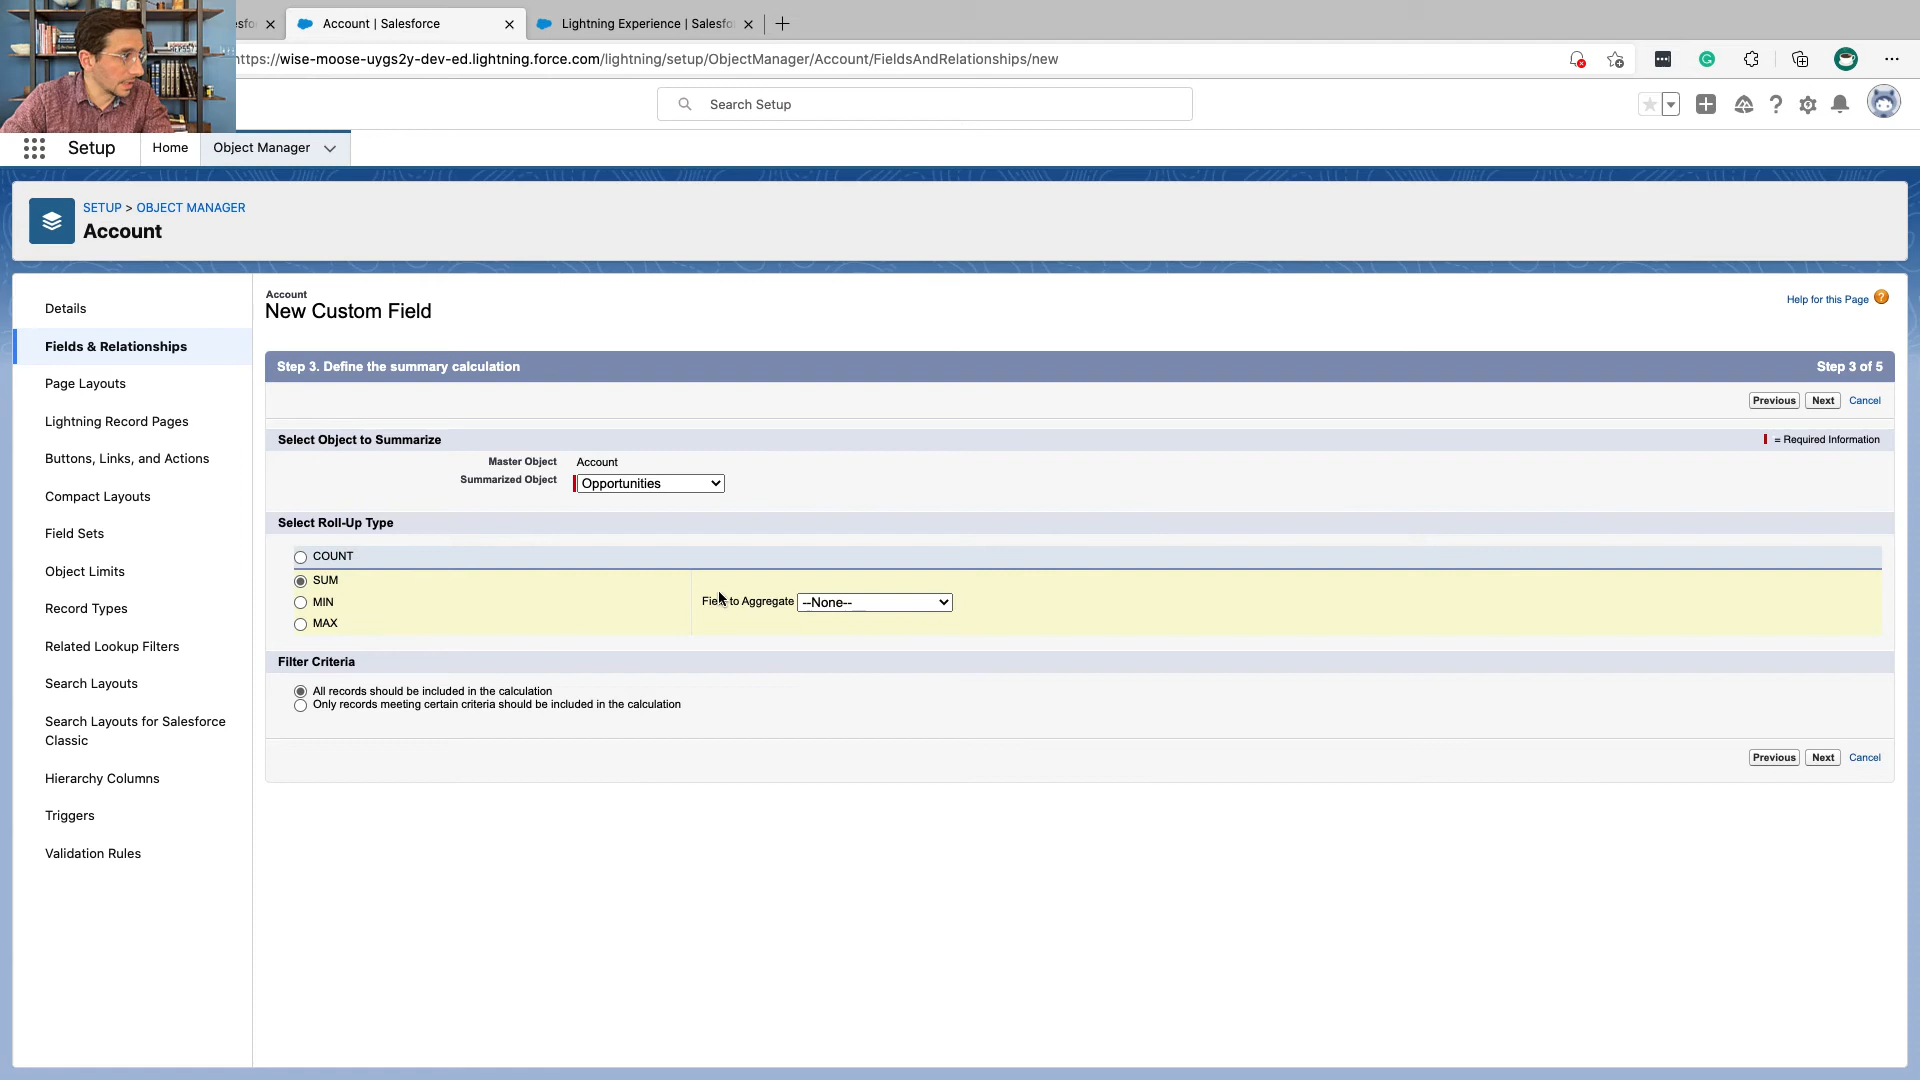 esfo
Account | Salesforce
Lightning Experience | Salesfo
ttps://wise-moose-uygs2y-dev-ed.lightning.force.com/lightning/setup/ObjectManager/Account/FieldsAndRelationships/new
Search Setup
Setup
Home
Object Manager
SETUP > OBJECT MANAGER
Account
Details
Fields & Relationships
Page Layouts
Lightning Record Pages
Buttons, Links, and Actions
Compact Layouts
Field Sets
Object Limits
Record Types
Related Lookup Filters
Search Layouts
Search Layouts for Salesforce
Classic
Hierarchy Columns
Triggers
Validation Rules
Account
New Custom Field
Help for this Page ?
Step 3. Define the summary calculation
Step 3 of 5
Previous Next Cancel
Select Object to Summarize
= Required Information
Master Object Account
Summarized Object Opportunities
Select Roll-Up Type
COUNT
SUM
MIN
MAX
Field to Aggregate --None--
Filter Criteria
All records should be included in the calculation
Only records meeting certain criteria should be included in the calculation
Previous Next Cancel